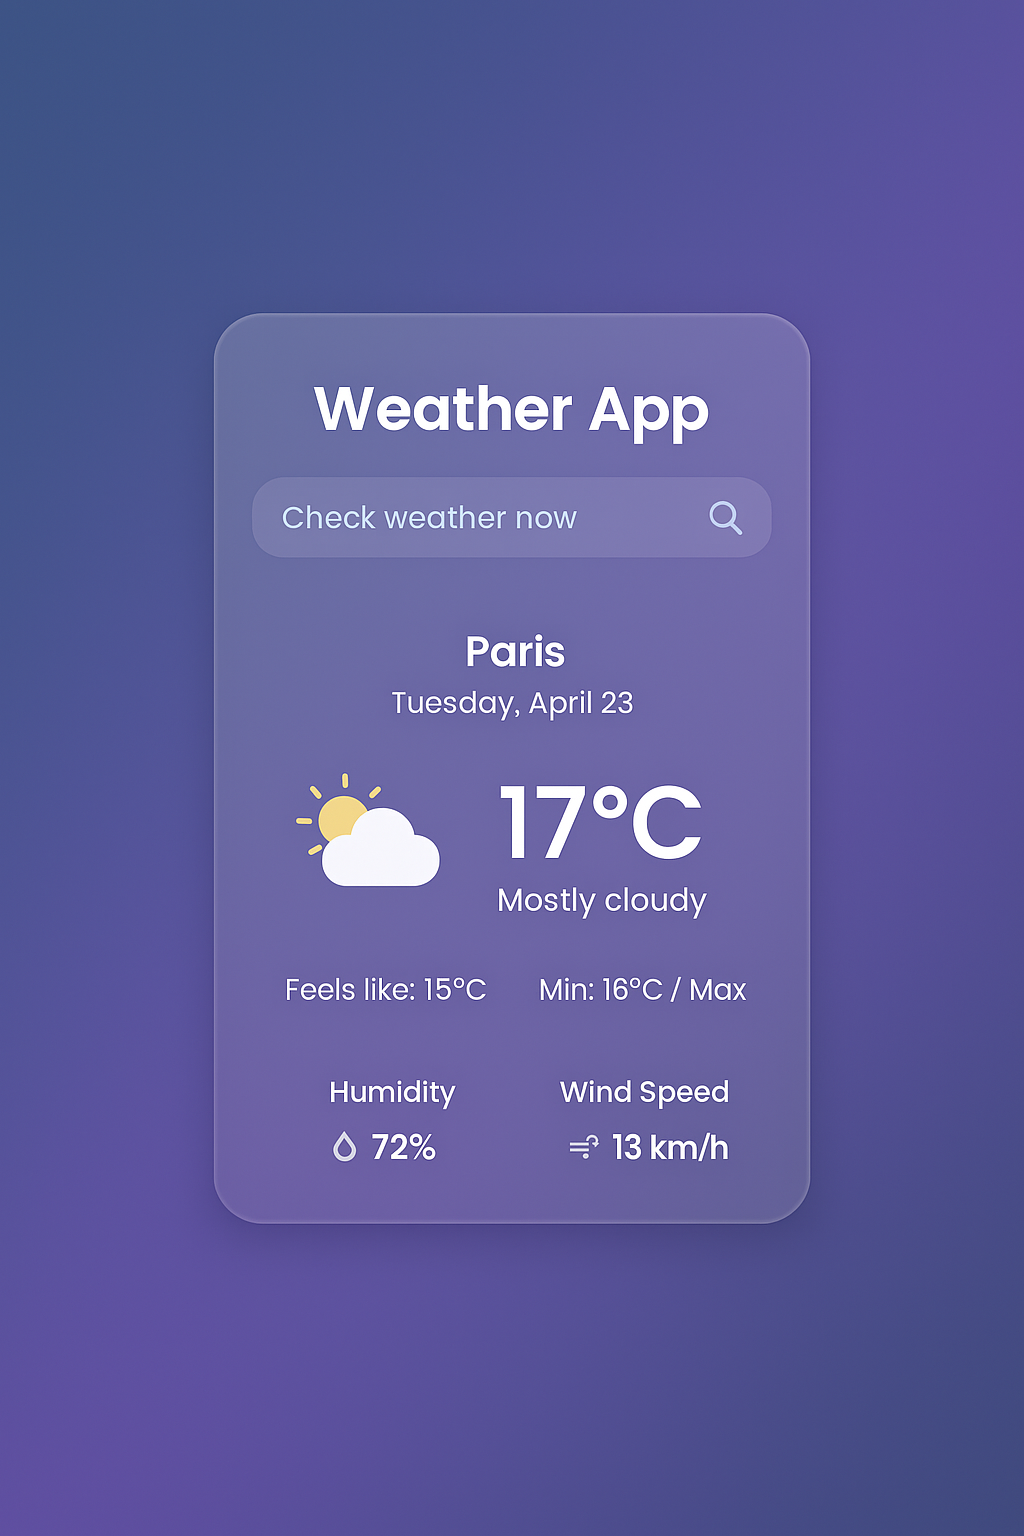 Weather App
Check weather now
Paris
Tuesday, April 23
17°C
Mostly cloudy
Feels like: 15°C Min: 16°C / Max
Humidity Wind Speed
72% 13 km/h